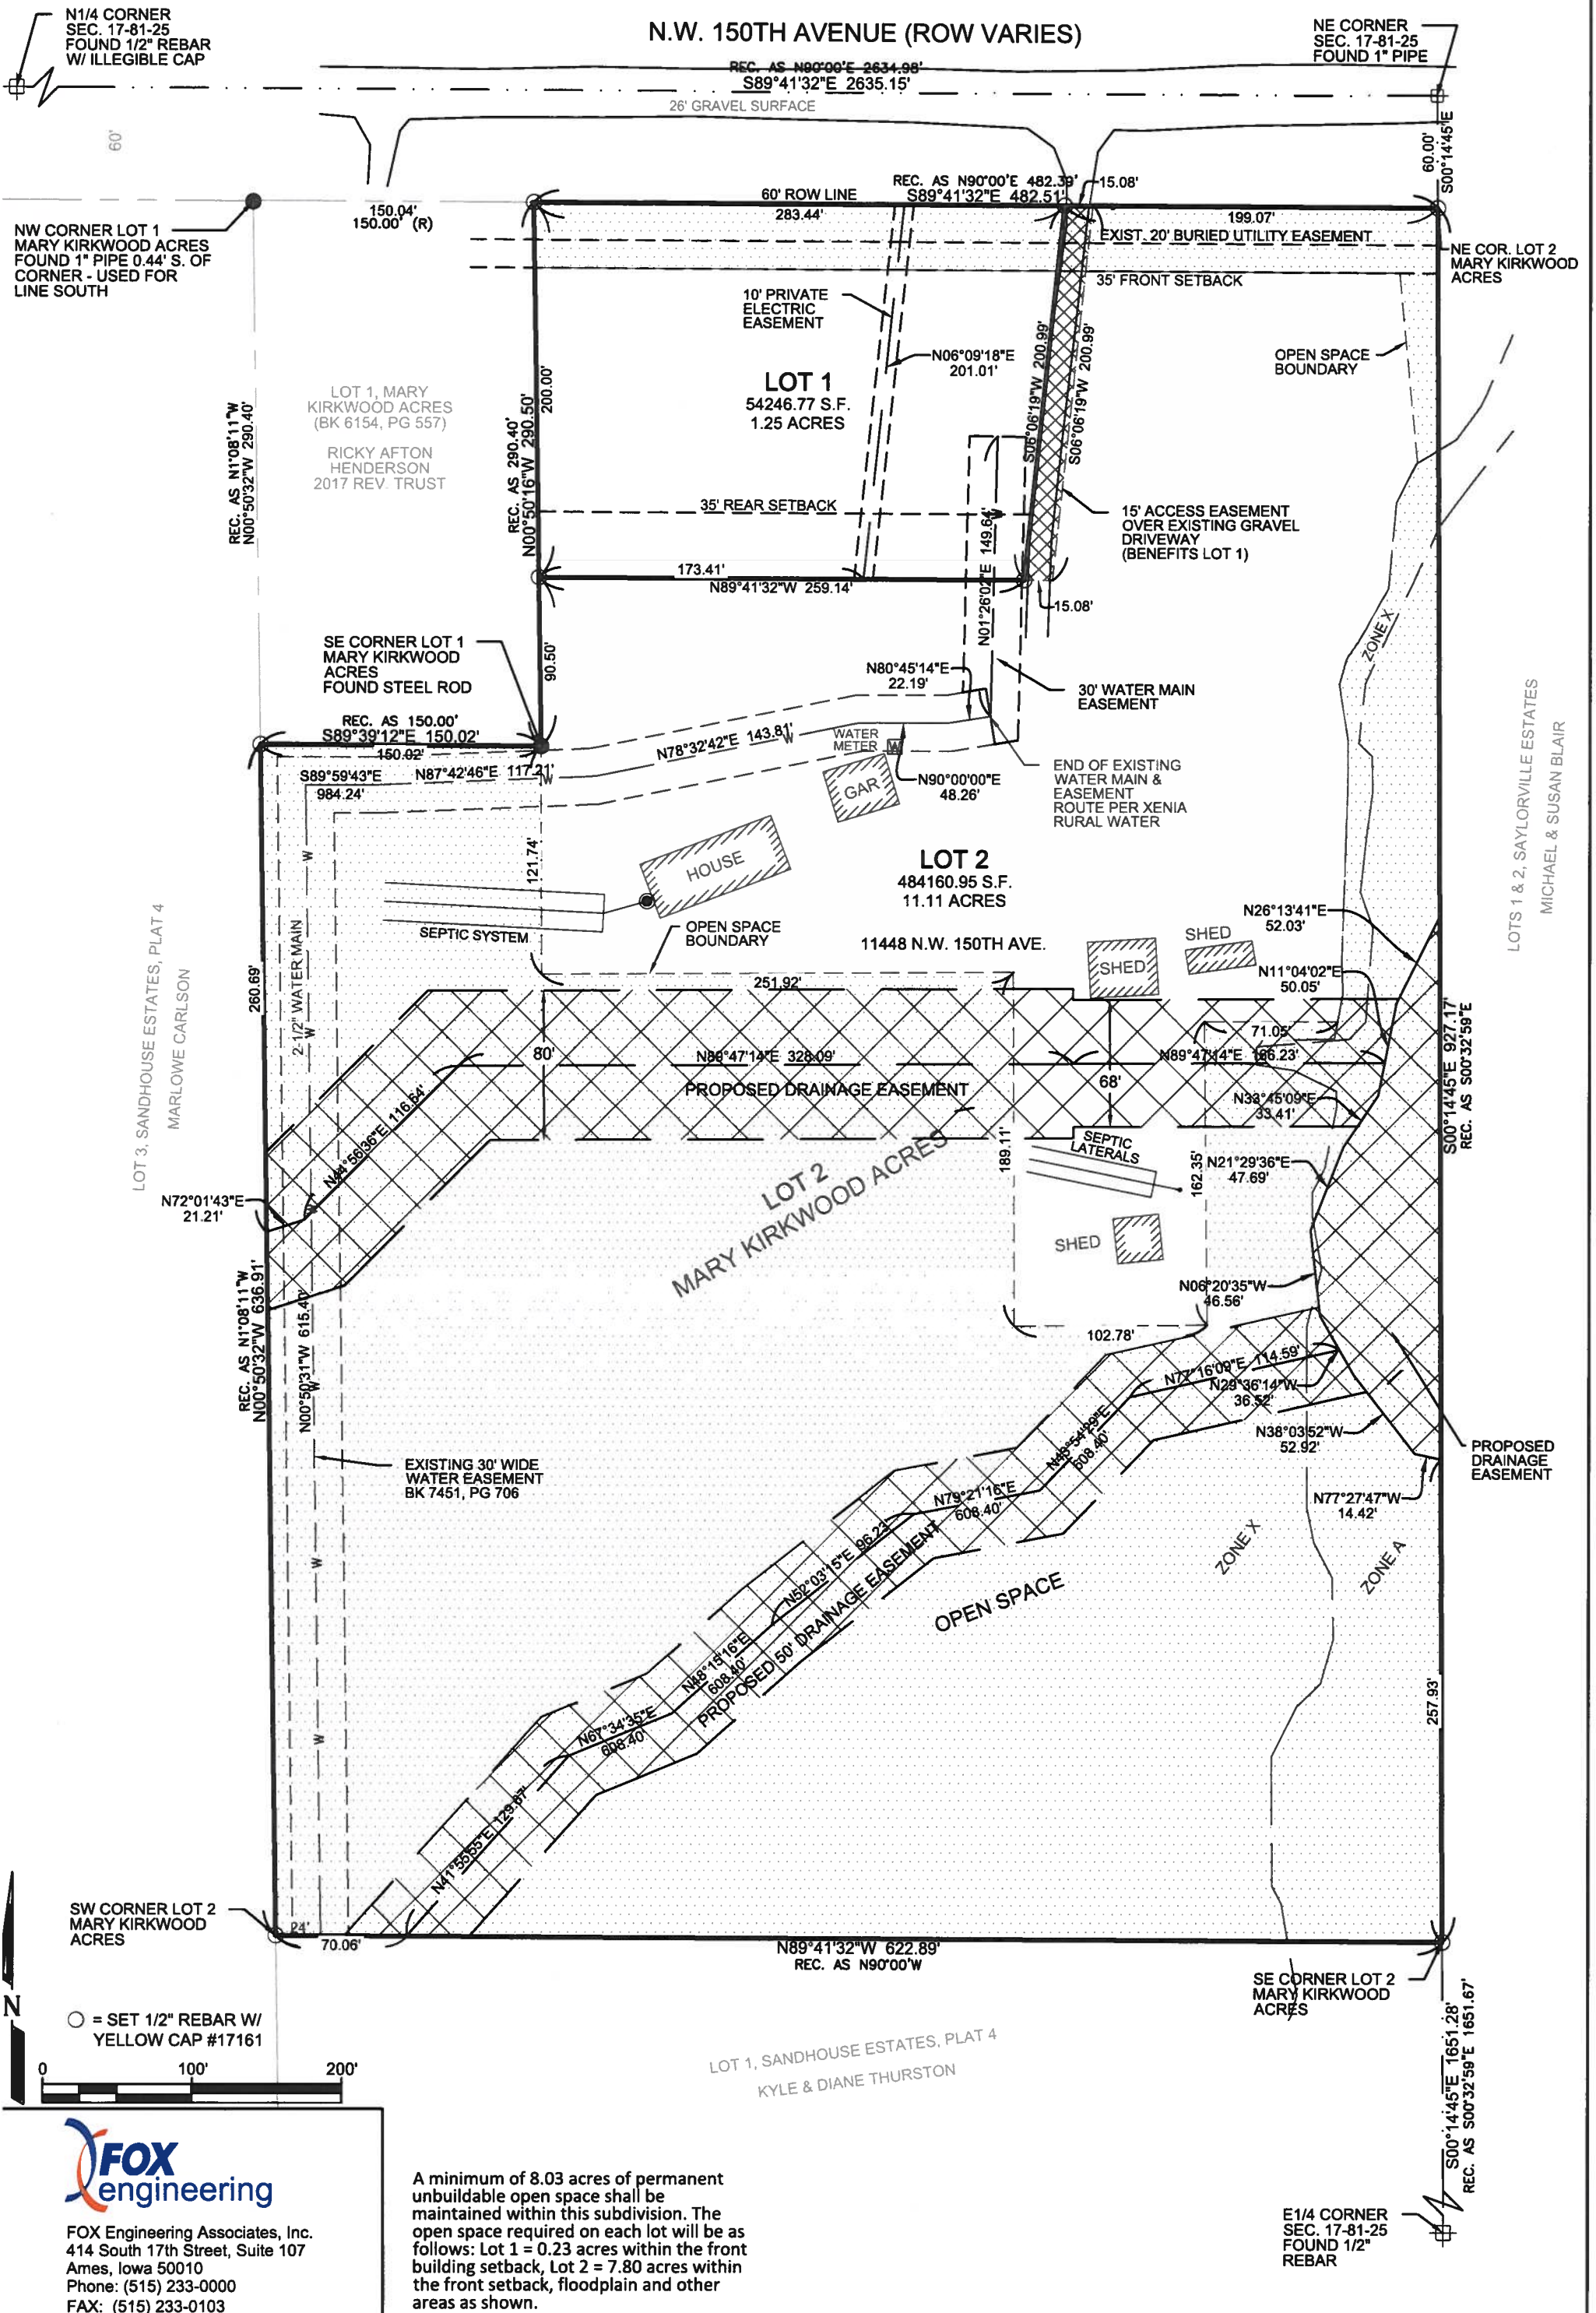 N1/4 CORNER
SEC. 17-81-25
FOUND 1/2" REBAR
W/ ILLEGIBLE CAP
N.W. 150TH AVENUE (ROW VARIES)
NE CORNER
SEC. 17-81-25
FOUND 1" PIPE
REC. AS N90°00'E 2634.98'
S89°41'32"E 2635.15'
26' GRAVEL SURFACE
60'
60.00'
S00°14'45"E
NW CORNER LOT 1
MARY KIRKWOOD ACRES
FOUND 1" PIPE 0.44' S. OF
CORNER - USED FOR
LINE SOUTH
150.04'
150.00' (R)
60' ROW LINE
REC. AS N90°00'E 482.39'
S89°41'32"E 482.51'
283.44'
15.08'
199.07'
EXIST. 20' BURIED UTILITY EASEMENT
35' FRONT SETBACK
NE COR. LOT 2
MARY KIRKWOOD
ACRES
10' PRIVATE
ELECTRIC
EASEMENT
N06°09'18"E
201.01'
OPEN SPACE
BOUNDARY
LOT 1
54246.77 S.F.
1.25 ACRES
S06°06'19"W 200.99'
S06°06'19"W 200.99'
LOT 1, MARY
KIRKWOOD ACRES
(BK 6154, PG 557)
RICKY AFTON
HENDERSON
2017 REV. TRUST
REC. AS N1°08'11"W
N00°50'32"W 290.40'
200.00'
REC. AS 290.40'
N00°50'16"W 290.50'
35' REAR SETBACK
15' ACCESS EASEMENT
OVER EXISTING GRAVEL
DRIVEWAY
(BENEFITS LOT 1)
173.41'
N89°41'32"W 259.14'
N01°26'02"E 149.64'
W
15.08'
ZONE X
SE CORNER LOT 1
MARY KIRKWOOD
ACRES
FOUND STEEL ROD
90.50'
N80°45'14"E
22.19'
30' WATER MAIN
EASEMENT
REC. AS 150.00'
S89°39'12"E 150.02'
150.02'
N78°32'42"E 143.81'
W
WATER
METER W
S89°59'43"E
984.24'
N87°42'46"E 117.21'
W
GAR
N90°00'00"E
48.26'
END OF EXISTING
WATER MAIN &
EASEMENT
ROUTE PER XENIA
RURAL WATER
LOTS 1 & 2, SAYLORVILLE ESTATES
MICHAEL & SUSAN BLAIR
W
121.74'
HOUSE
LOT 2
484160.95 S.F.
11.11 ACRES
SEPTIC SYSTEM
OPEN SPACE
BOUNDARY
11448 N.W. 150TH AVE.
SHED
SHED
N26°13'41"E
52.03'
N11°04'02"E
50.05'
LOT 3, SANDHOUSE ESTATES, PLAT 4
MARLOWE CARLSON
260.69'
2-1/2" WATER MAIN
W
251.92'
71.05'
80'
N89°47'14"E 328.09'
N89°47'14"E 186.23'
PROPOSED DRAINAGE EASEMENT
68'
N33°45'09"E
33.41'
S00°14'45"E 927.17'
REC. AS S00°32'59"E
N44°56'36"E 116.64'
189.11'
SEPTIC
LATERALS
162.35'
N21°29'36"E
47.69'
N72°01'43"E
21.21'
W
LOT 2
MARY KIRKWOOD ACRES
SHED
N06°20'35"W
46.56'
102.78'
REC. AS N1°08'11"W
N00°50'32"W 636.91'
N00°50'31"W 615.40'
W
N77°16'09"E 114.59'
N29°36'14"W
36.52'
N38°03'52"W
52.92'
PROPOSED
DRAINAGE
EASEMENT
EXISTING 30' WIDE
WATER EASEMENT
BK 7451, PG 706
N43°54'29"E
608.40'
N79°21'16"E
608.40'
N77°27'47"W
14.42'
W
N52°03'15"E 96.23'
PROPOSED 50' DRAINAGE EASEMENT
ZONE X
ZONE A
OPEN SPACE
N48°15'16"E
608.40'
N67°34'35"E
608.40'
W
257.93'
N41°55'55"E 129.67'
SW CORNER LOT 2
MARY KIRKWOOD
ACRES
24'
70.06'
N89°41'32"W 622.89'
REC. AS N90°00'W
SE CORNER LOT 2
MARY KIRKWOOD
ACRES
N
= SET 1/2" REBAR W/
YELLOW CAP #17161
0 100' 200'
LOT 1, SANDHOUSE ESTATES, PLAT 4
KYLE & DIANE THURSTON
S00°14'45"E 1651.28'
REC. AS S00°32'59"E 1651.67'
E1/4 CORNER
SEC. 17-81-25
FOUND 1/2"
REBAR
FOX
engineering
FOX Engineering Associates, Inc.
414 South 17th Street, Suite 107
Ames, Iowa 50010
Phone: (515) 233-0000
FAX: (515) 233-0103
A minimum of 8.03 acres of permanent
unbuildable open space shall be
maintained within this subdivision. The
open space required on each lot will be as
follows: Lot 1 = 0.23 acres within the front
building setback, Lot 2 = 7.80 acres within
the front setback, floodplain and other
areas as shown.